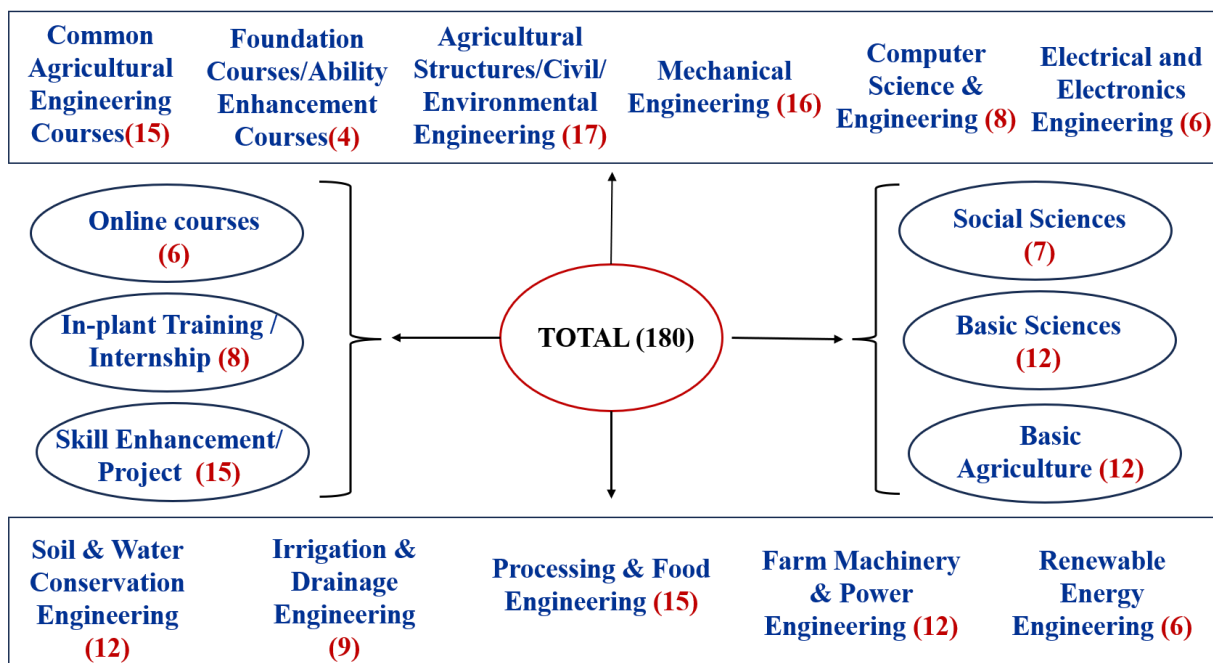 Common
Agricultural
Engineering
Courses(15)
Foundation
Courses/Ability
Enhancement
Courses(4)
Agricultural
Structures/Civil/
Environmental
Engineering (17)
Mechanical
Engineering (16)
Computer
Science &
Engineering (8)
Electrical and
Electronics
Engineering (6)
Online courses
(6)
In-plant Training /
Internship (8)
Skill Enhancement/
Project (15)
TOTAL (180)
Social Sciences
(7)
Basic Sciences
(12)
Basic
Agriculture (12)
Soil & Water
Conservation
Engineering
(12)
Irrigation &
Drainage
Engineering
(9)
Processing & Food
Engineering (15)
Farm Machinery
& Power
Engineering (12)
Renewable
Energy
Engineering (6)